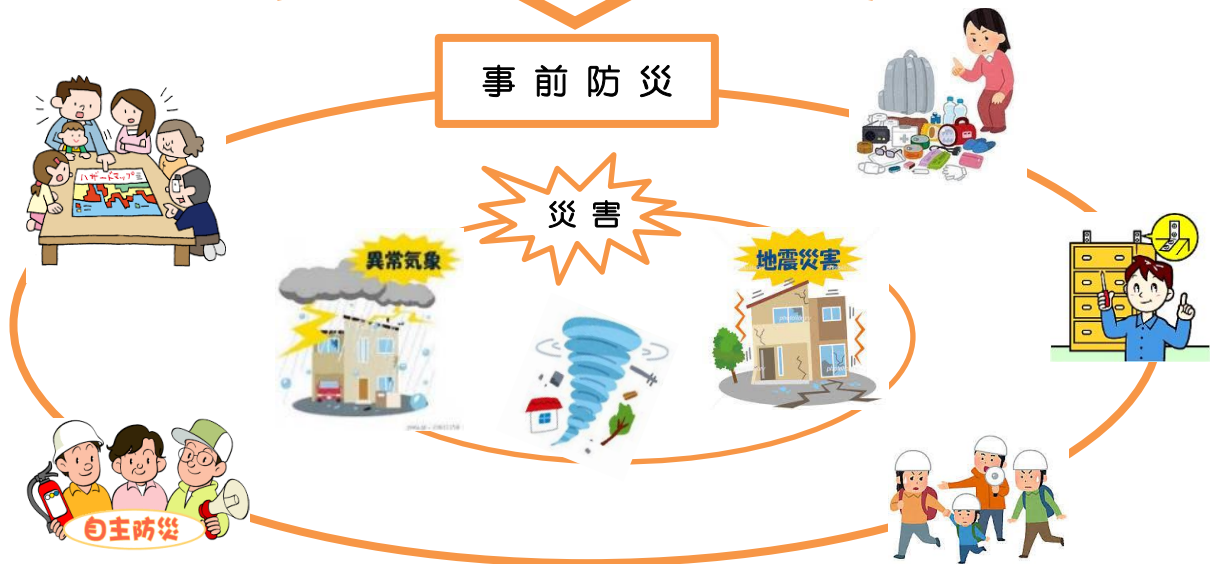 事前防災
災害
ハザードマップ
異常気象
地震災害
自主防災